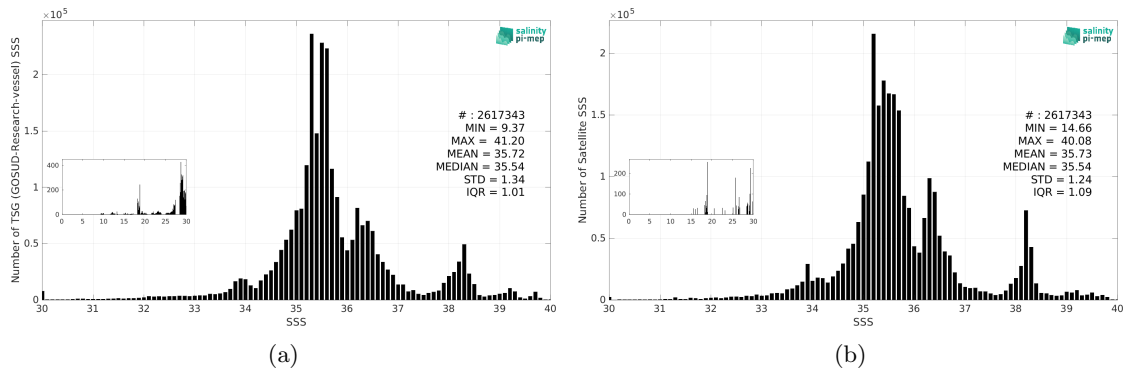 ×10⁵
salinity
pi-mep
Number of TSG (GOSUD-Research-vessel) SSS
2
1.5
1
0.5
0
# : 2617343
MIN = 9.37
MAX = 41.20
MEAN = 35.72
MEDIAN = 35.54
STD = 1.34
IQR = 1.01
400
200
0
0 5 10 15 20 25 30
30 31 32 33 34 35 36 37 38 39 40
SSS
(a)
×10⁵
salinity
pi-mep
Number of Satellite SSS
2
1.5
1
0.5
0
# : 2617343
MIN = 14.66
MAX = 40.08
MEAN = 35.73
MEDIAN = 35.54
STD = 1.24
IQR = 1.09
200
100
0
0 5 10 15 20 25 30
30 31 32 33 34 35 36 37 38 39 40
SSS
(b)